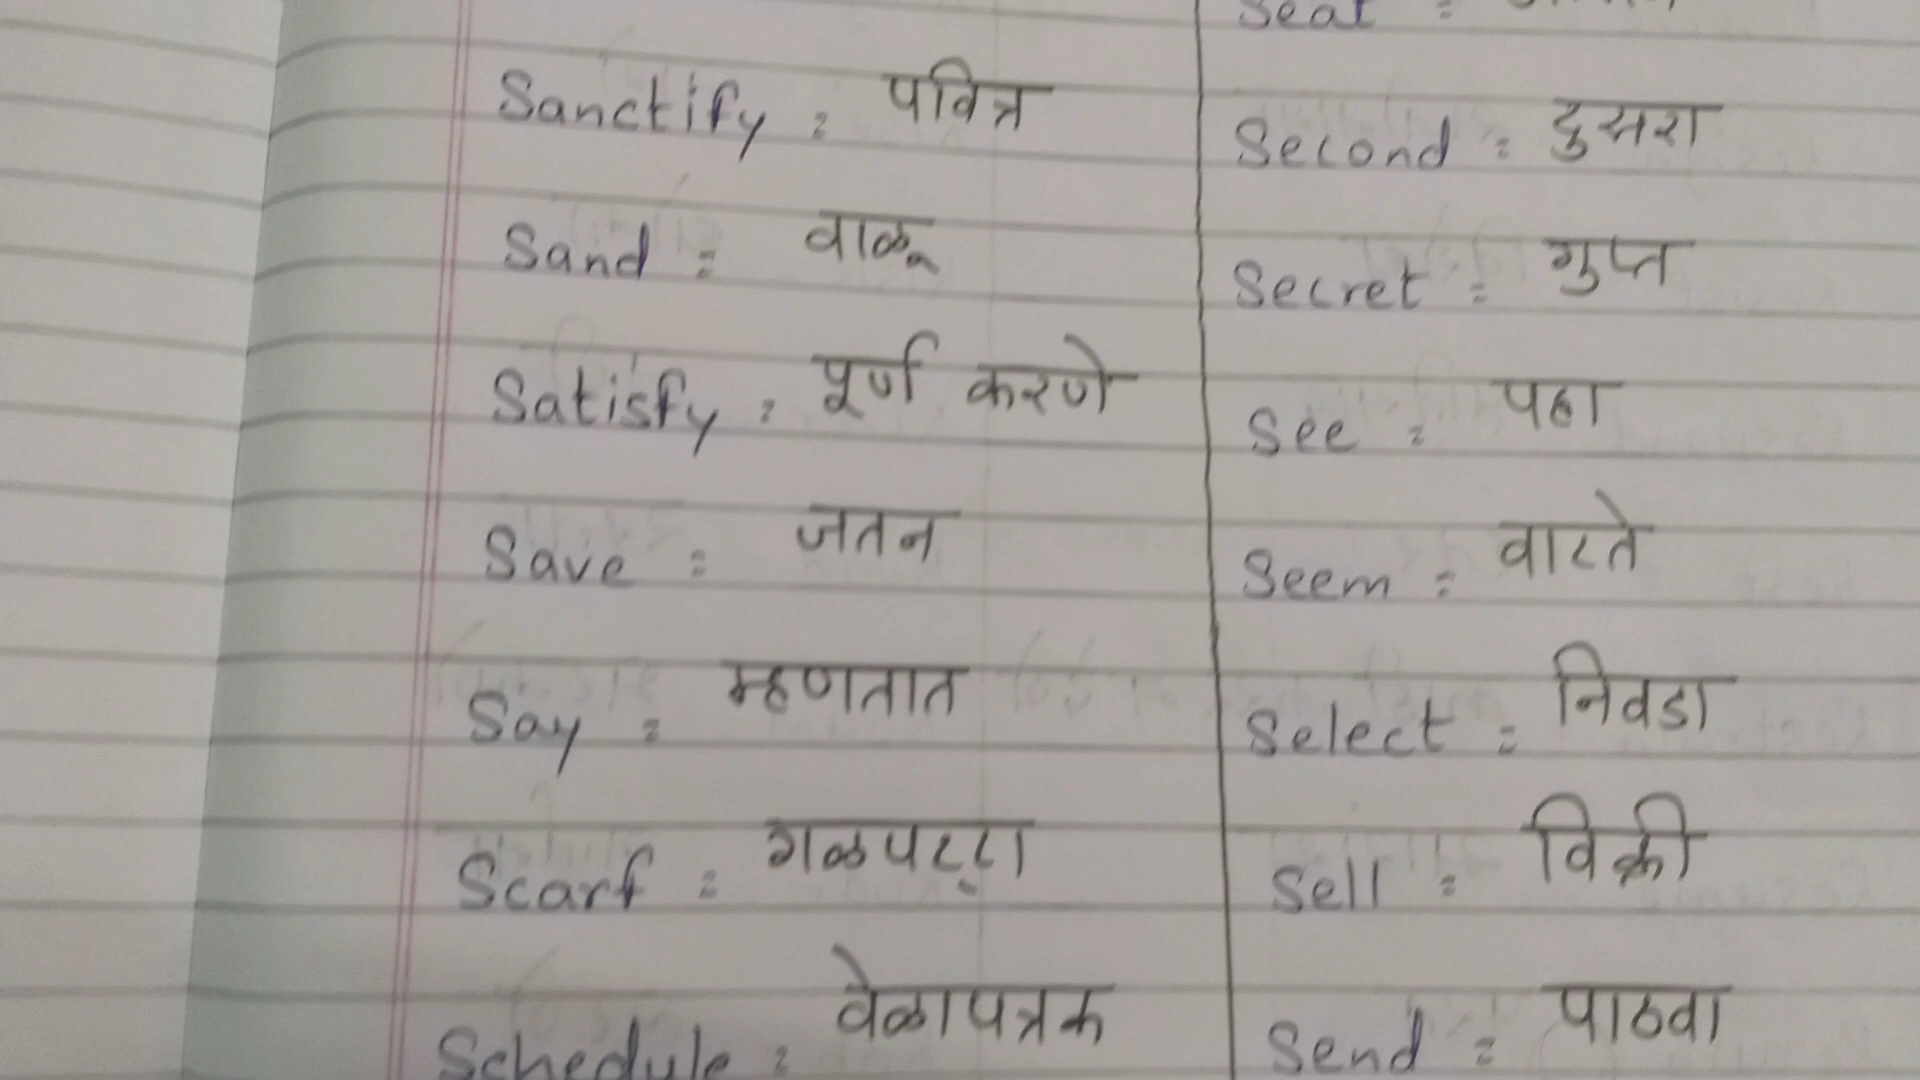 Sanctify = पवित्र
Sand = वाळू
Satisfy = पूर्ण करणे
Save = जतन
Say = म्हणतात
Scarf = गळपट्टा
Schedule = वेळापत्रक
Seat =
Second = दुसरा
Secret = गुप्त
See = पहा
Seem = वाटते
Select = निवडा
Sell = विक्री
Send = पाठवा